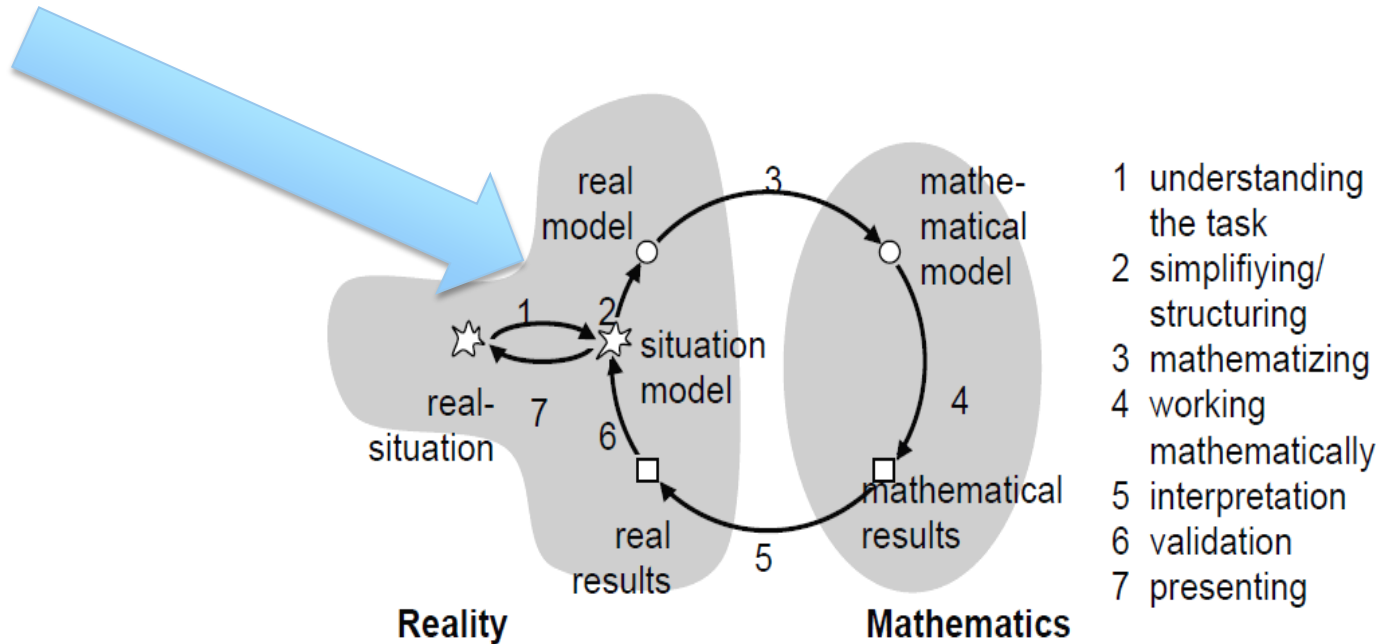 real
model
3
mathe-
matical
model
1
2
situation
model
real-
situation
7
6
4
real
results
5
mathematical
results
Reality
Mathematics
1 understanding
the task
2 simplifiying/
structuring
3 mathematizing
4 working
mathematically
5 interpretation
6 validation
7 presenting